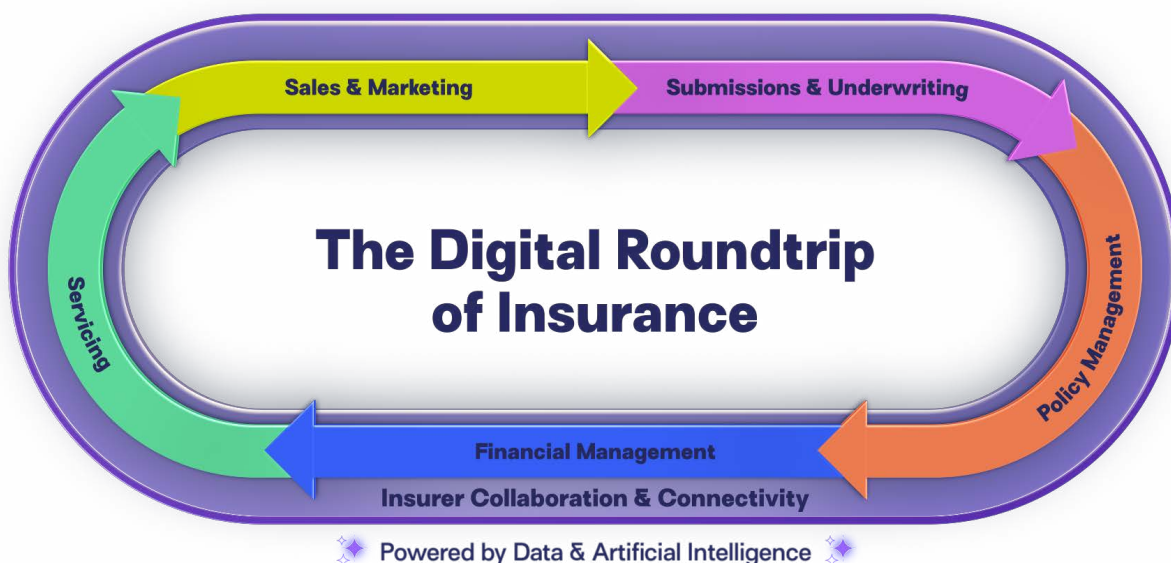 Sales & Marketing
Submissions & Underwriting
The Digital Roundtrip
of Insurance
Servicing
Policy Management
Financial Management
Insurer Collaboration & Connectivity
Powered by Data & Artificial Intelligence